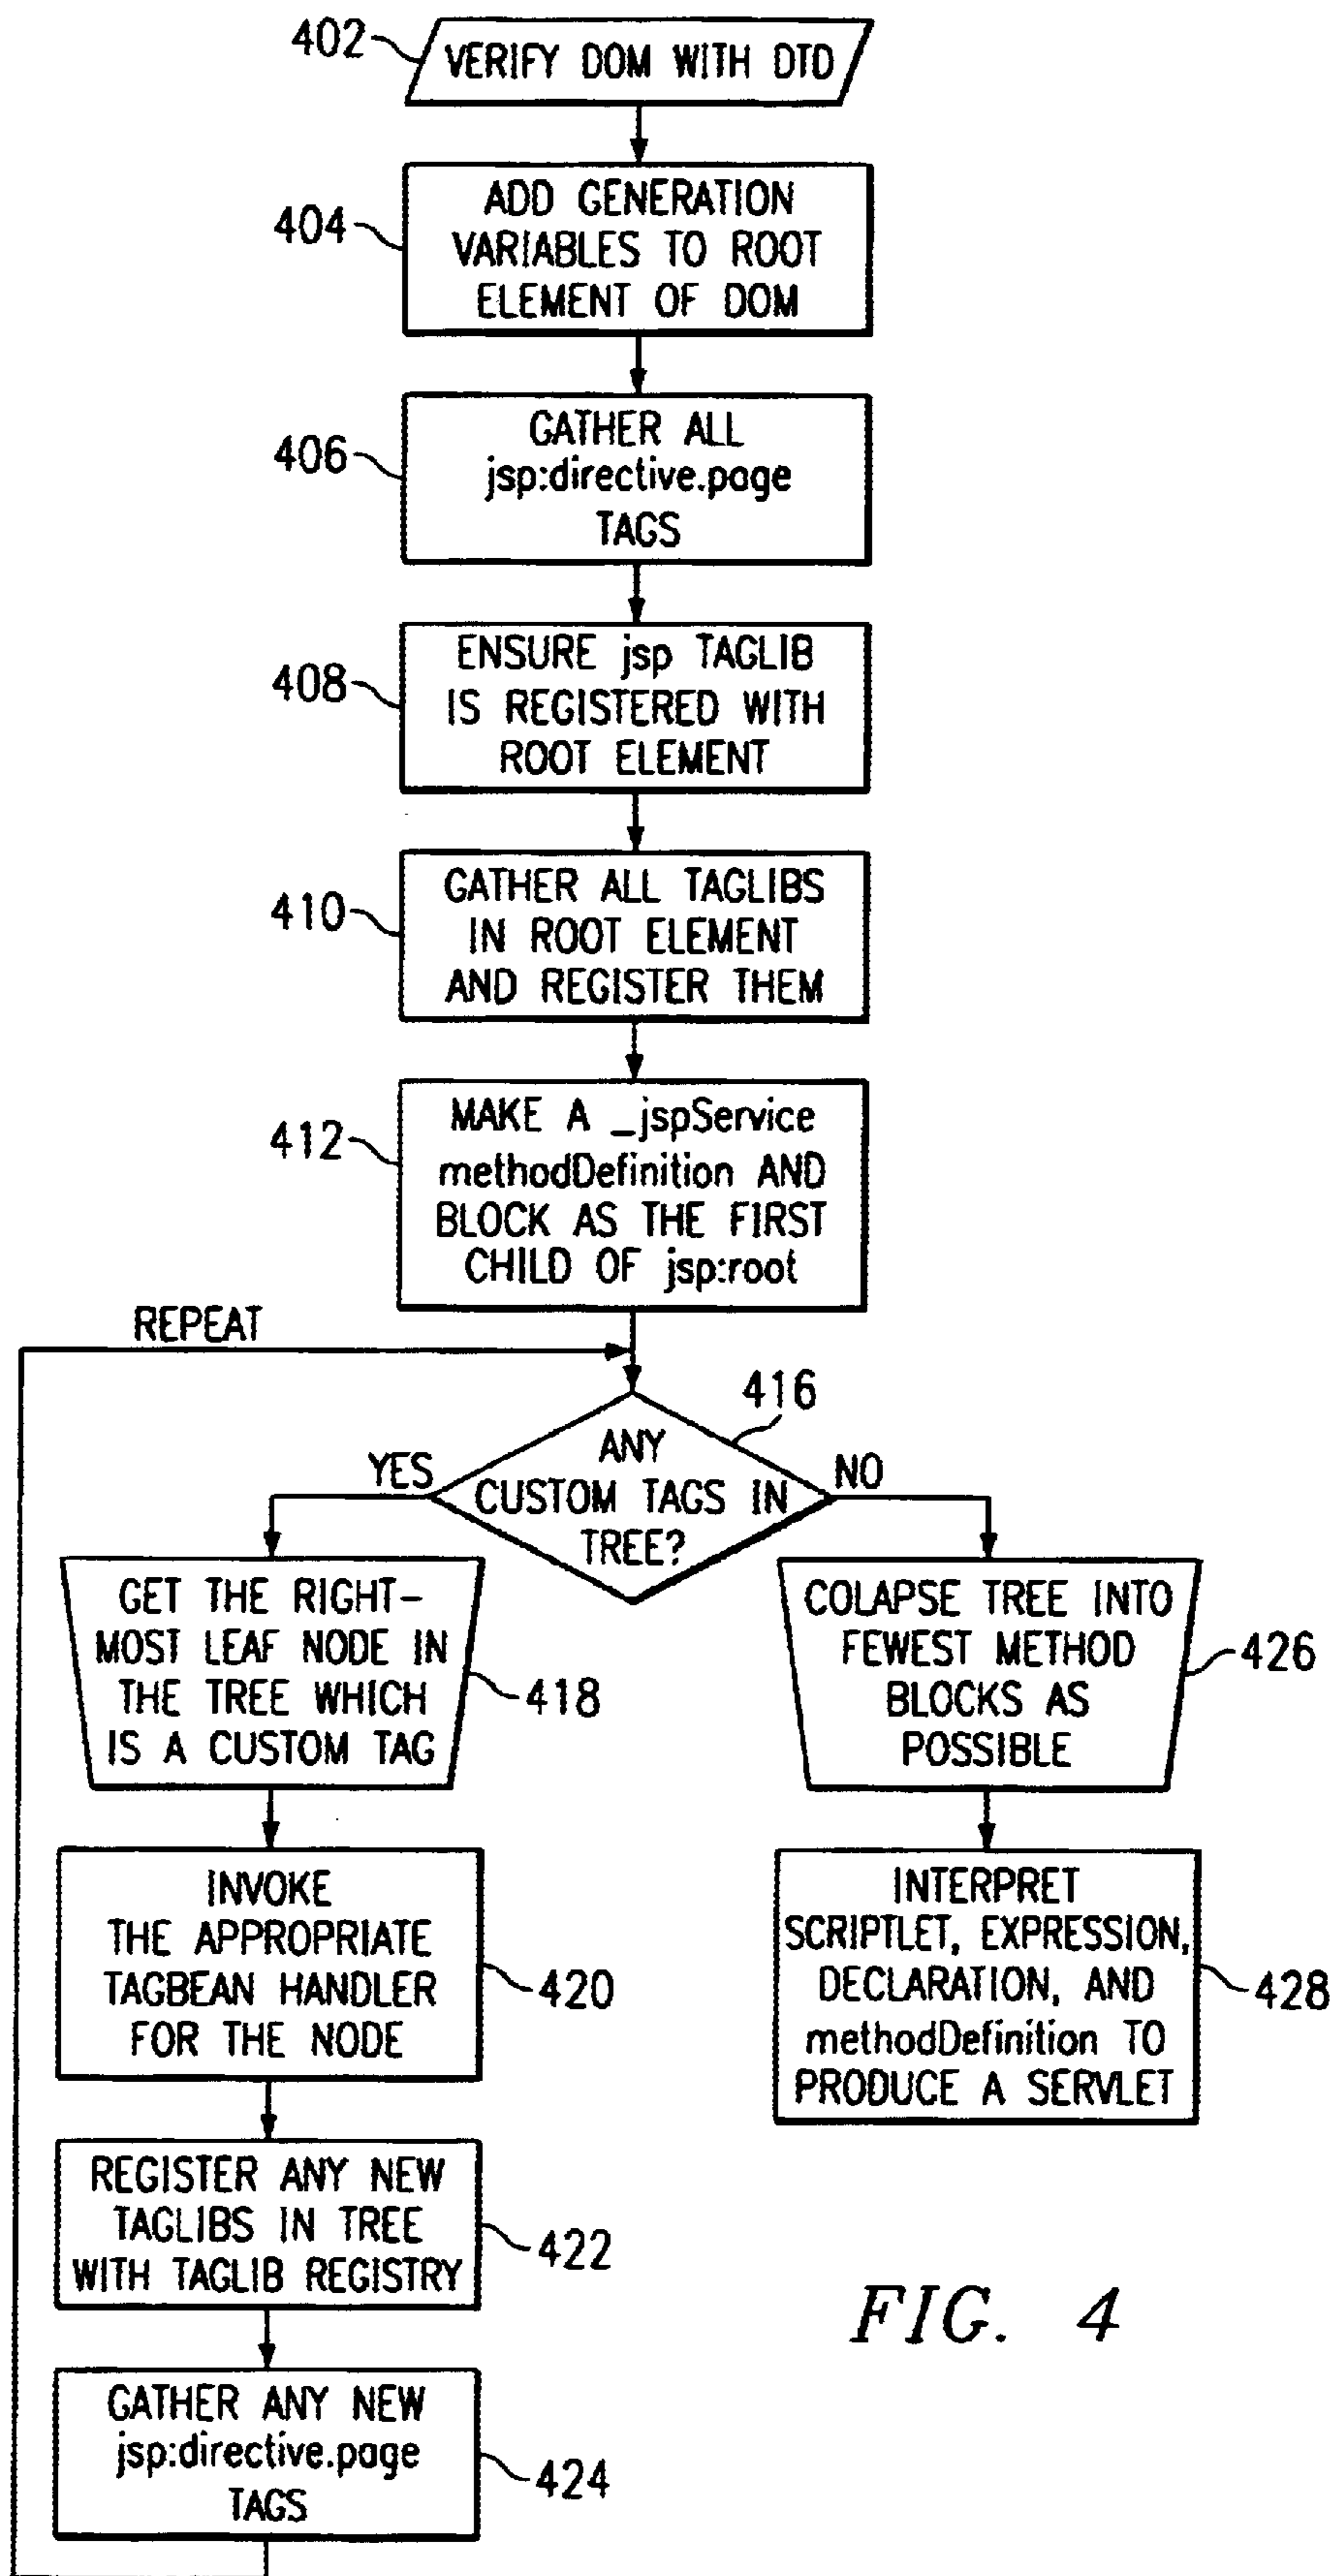 402
VERIFY DOM WITH DTD
404
ADD GENERATION
VARIABLES TO ROOT
ELEMENT OF DOM
406
GATHER ALL
jsp:directive.page
TAGS
408
ENSURE jsp TAGLIB
IS REGISTERED WITH
ROOT ELEMENT
410
GATHER ALL TAGLIBS
IN ROOT ELEMENT
AND REGISTER THEM
412
MAKE A _jspService
methodDefinition AND
BLOCK AS THE FIRST
CHILD OF jsp:root
REPEAT
416
ANY
CUSTOM TAGS IN
TREE?
YES
NO
GET THE RIGHT-
MOST LEAF NODE IN
THE TREE WHICH
IS A CUSTOM TAG
418
COLAPSE TREE INTO
FEWEST METHOD
BLOCKS AS
POSSIBLE
426
INVOKE
THE APPROPRIATE
TAGBEAN HANDLER
FOR THE NODE
420
INTERPRET
SCRIPTLET, EXPRESSION,
DECLARATION, AND
methodDefinition TO
PRODUCE A SERVLET
428
REGISTER ANY NEW
TAGLIBS IN TREE
WITH TAGLIB REGISTRY
422
GATHER ANY NEW
jsp:directive.page
TAGS
424
FIG. 4